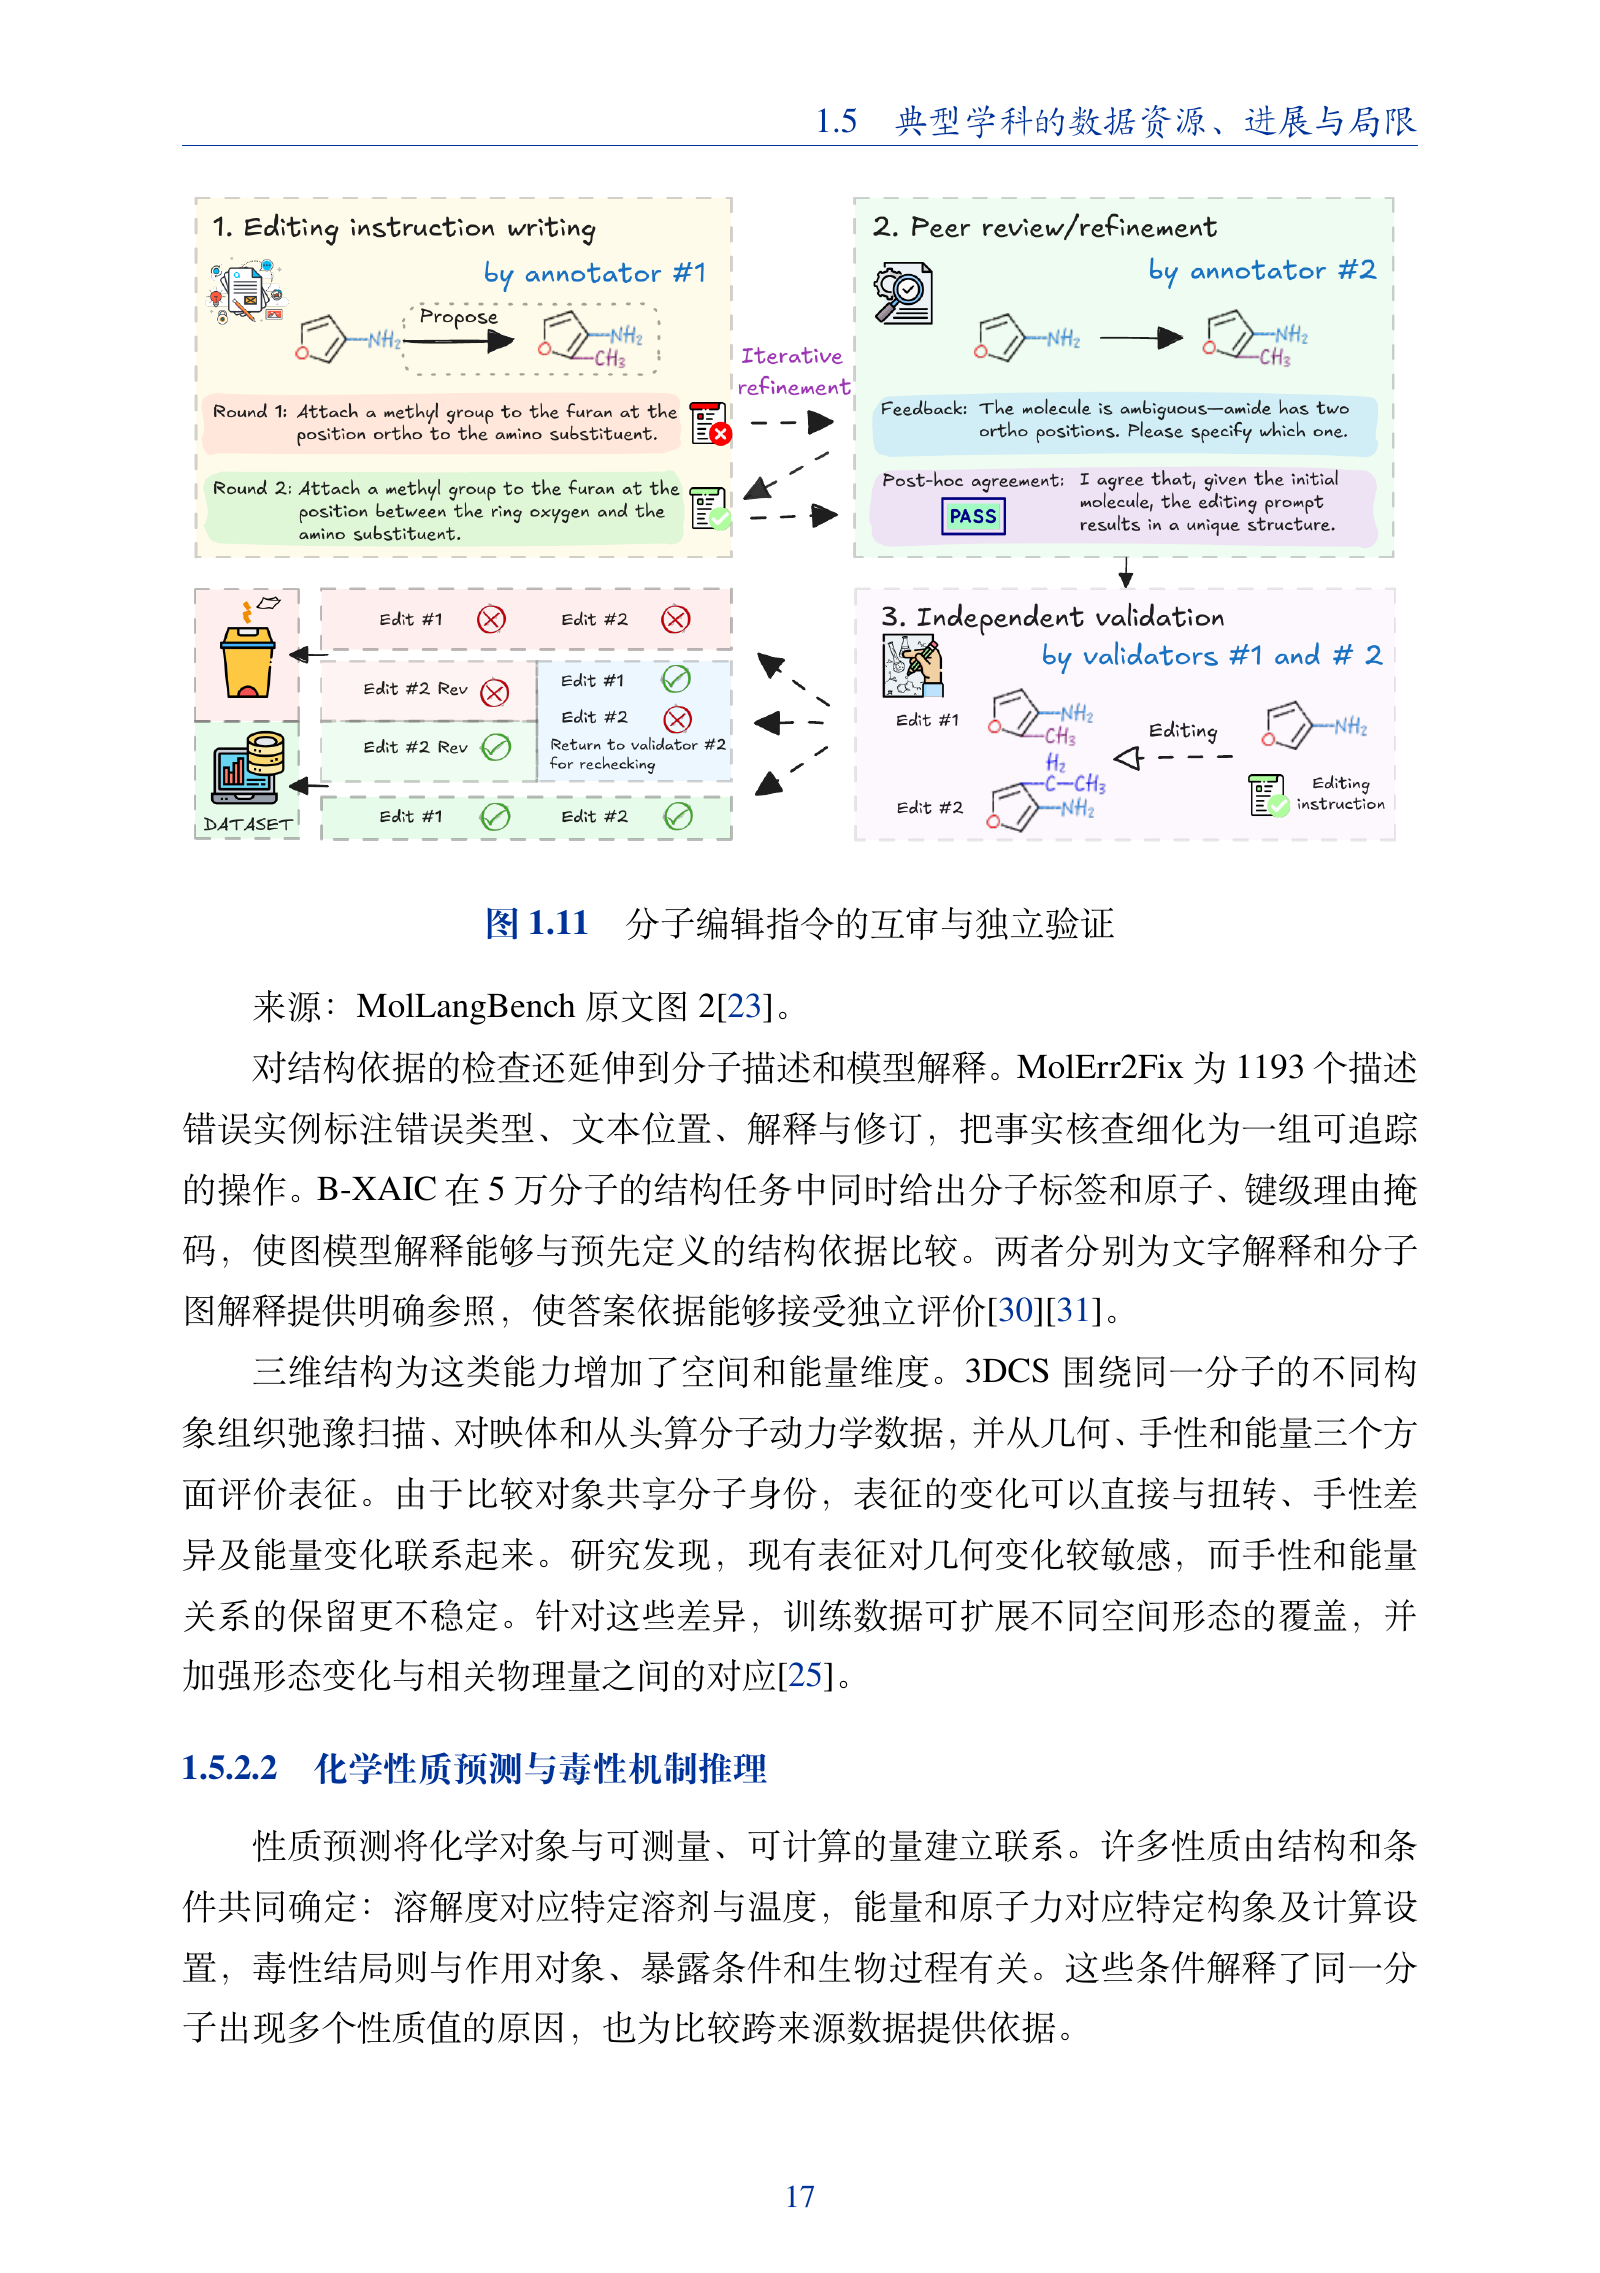 1.5 典型学科的数据资源、进展与局限
1. Editing instruction writing
by annotator #1
Propose
NH₂
NH₂
CH₃
Round 1: Attach a methyl group to the furan at the
position ortho to the amino substituent.
Round 2: Attach a methyl group to the furan at the
position between the ring oxygen and the
amino substituent.
Iterative
refinement
2. Peer review/refinement
by annotator #2
NH₂
NH₂
CH₃
Feedback: The molecule is ambiguous—amide has two
ortho positions. Please specify which one.
Post-hoc agreement: I agree that, given the initial
molecule, the editing prompt
results in a unique structure.
PASS
3. Independent validation
by validators #1 and # 2
Edit #1
O
NH₂
CH₃
Editing
O
NH₂
Edit #2
H₂
C—CH₃
NH₂
O
Editing
instruction
Edit #1 Edit #2
Edit #2 Rev
Edit #1
Edit #2
Return to validator #2
for rechecking
Edit #2 Rev
Edit #1 Edit #2
DATASET
图 1.11 分子编辑指令的互审与独立验证
来源：MolLangBench 原文图 2[23]。
对结构依据的检查还延伸到分子描述和模型解释。MolErr2Fix 为 1193 个描述
错误实例标注错误类型、文本位置、解释与修订，把事实核查细化为一组可追踪
的操作。B-XAIC 在 5 万分子的结构任务中同时给出分子标签和原子、键级理由掩
码，使图模型解释能够与预先定义的结构依据比较。两者分别为文字解释和分子
图解释提供明确参照，使答案依据能够接受独立评价[30][31]。
三维结构为这类能力增加了空间和能量维度。3DCS 围绕同一分子的不同构
象组织弛豫扫描、对映体和从头算分子动力学数据，并从几何、手性和能量三个方
面评价表征。由于比较对象共享分子身份，表征的变化可以直接与扭转、手性差
异及能量变化联系起来。研究发现，现有表征对几何变化较敏感，而手性和能量
关系的保留更不稳定。针对这些差异，训练数据可扩展不同空间形态的覆盖，并
加强形态变化与相关物理量之间的对应[25]。
1.5.2.2 化学性质预测与毒性机制推理
性质预测将化学对象与可测量、可计算的量建立联系。许多性质由结构和条
件共同确定：溶解度对应特定溶剂与温度，能量和原子力对应特定构象及计算设
置，毒性结局则与作用对象、暴露条件和生物过程有关。这些条件解释了同一分
子出现多个性质值的原因，也为比较跨来源数据提供依据。
17